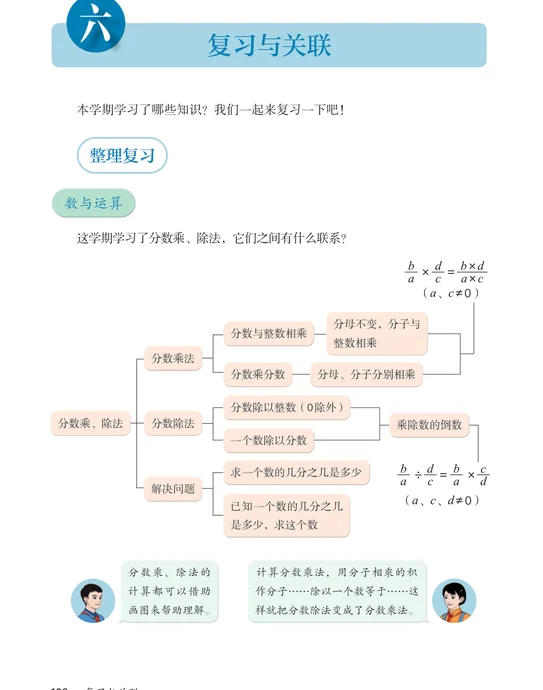 六
复习与关联
本学期学习了哪些知识？我们一起来复习一下吧！
整理复习
数与运算
这学期学习了分数乘、除法，它们之间有什么联系？
b/a × d/c = b×d/a×c
（a、c≠0）
分数乘、除法
分数乘法
分数与整数相乘
分母不变，分子与
整数相乘
分数乘分数
分母、分子分别相乘
分数除法
分数除以整数（0除外）
一个数除以分数
乘除数的倒数
b/a ÷ d/c = b/a × c/d
（a、c、d≠0）
解决问题
求一个数的几分之几是多少
已知一个数的几分之几
是多少，求这个数
分数乘、除法的
计算都可以借助
画图来帮助理解。
计算分数乘法，用分子相乘的积
作分子……除以一个数等于……这
样就把分数除法变成了分数乘法。